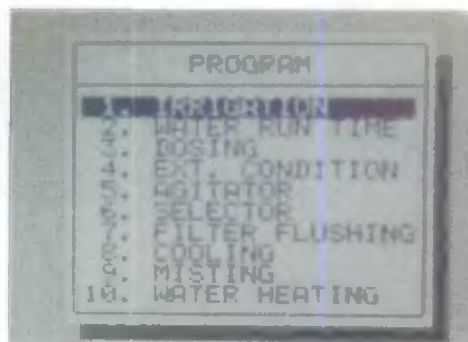 PROGRAM
1. IRRIGATION
2. WATER RUN TIME
3. DOSING
4. EXT. CONDITION
5. AGITATOR
6. SELECTOR
7. FILTER FLUSHING
8. COOLING
9. MISTING
10. WATER HEATING